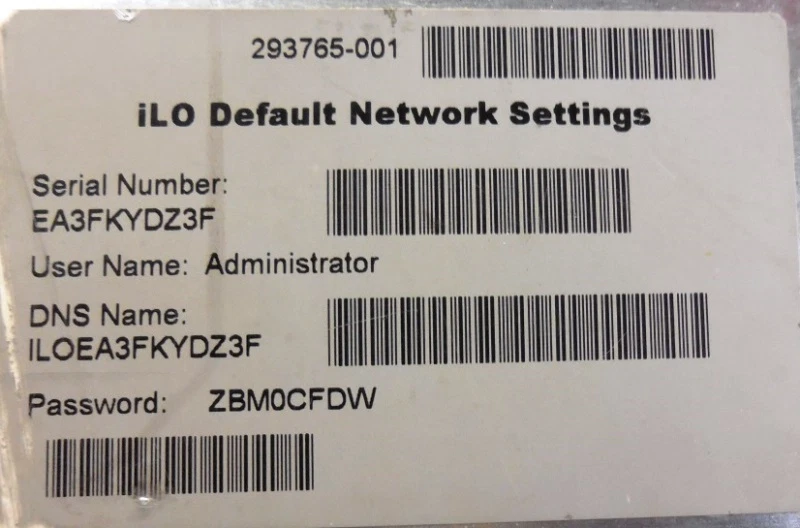 293765-001
iLO Default Network Settings
Serial Number:
EA3FKYDZ3F
User Name: Administrator
DNS Name:
ILOEA3FKYDZ3F
Password: ZBM0CFDW